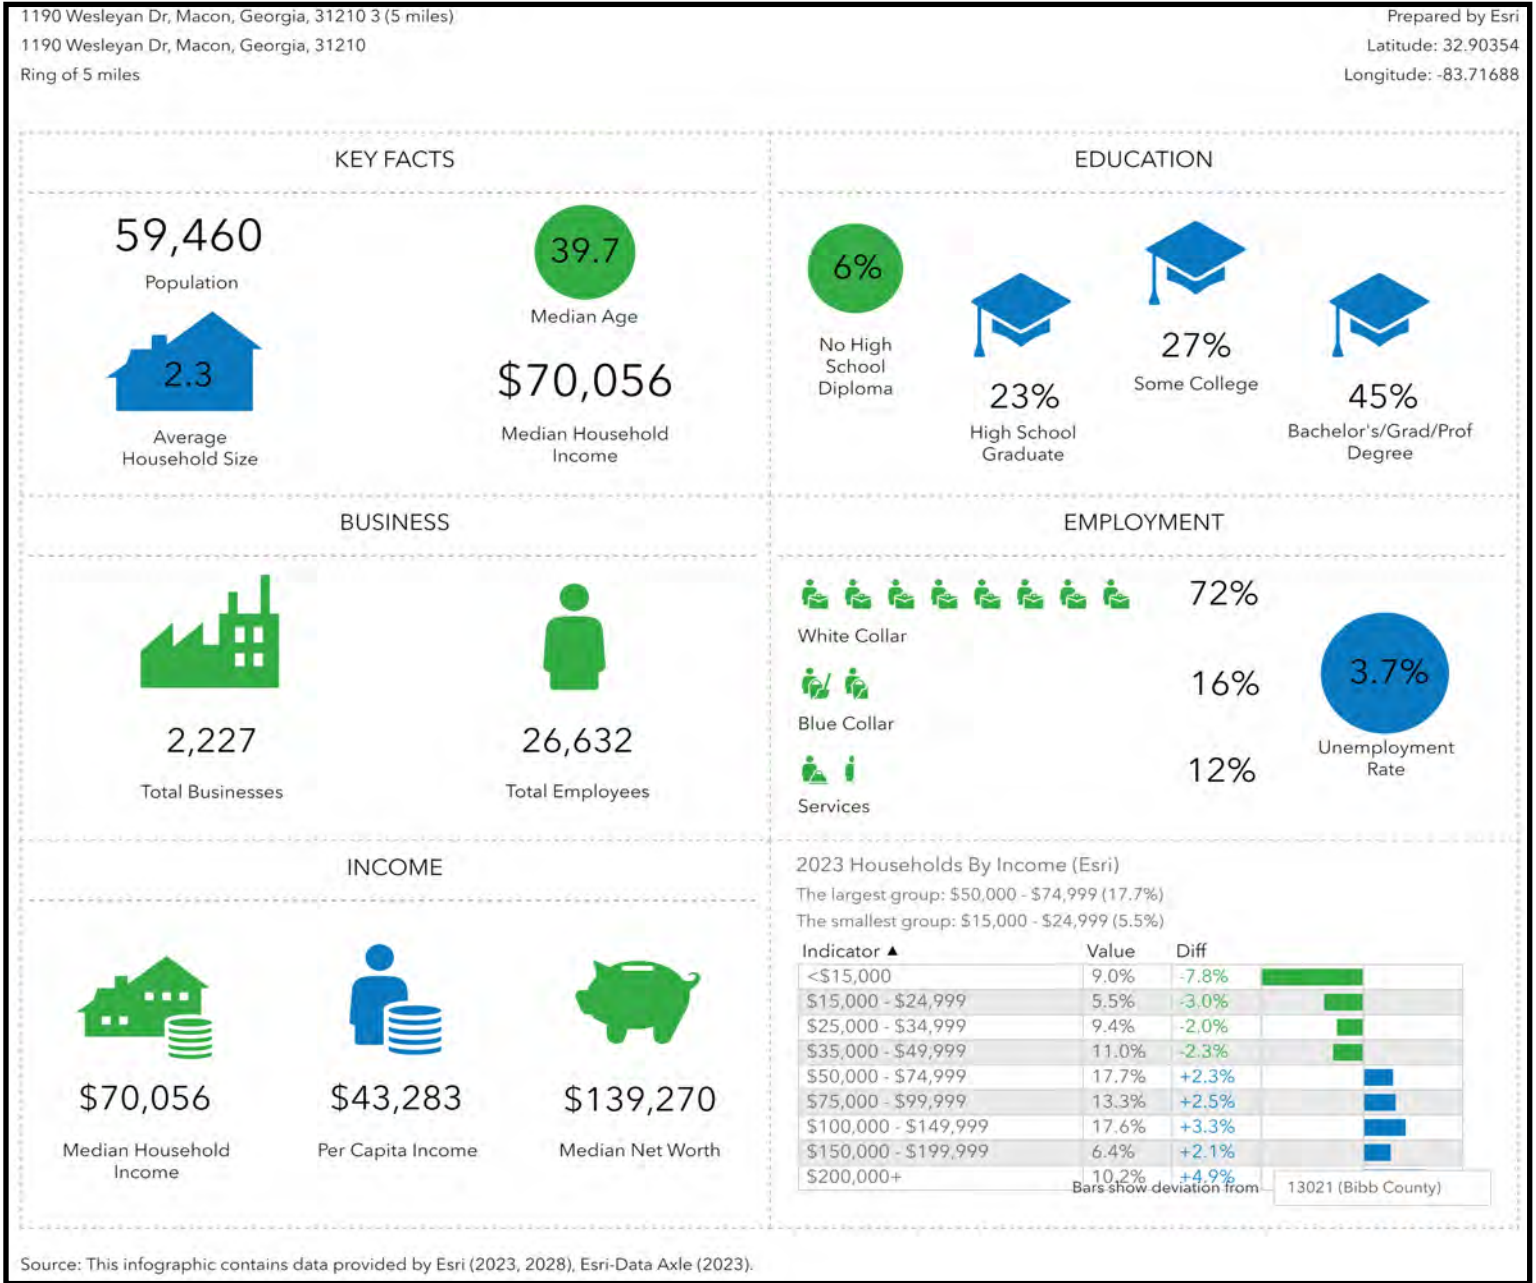 1190 Wesleyan Dr, Macon, Georgia, 31210 3 (5 miles)
1190 Wesleyan Dr, Macon, Georgia, 31210
Ring of 5 miles
Prepared by Esri
Latitude: 32.90354
Longitude: -83.71688
KEY FACTS
59,460
Population
39.7
Median Age
2.3
Average
Household Size
$70,056
Median Household
Income
EDUCATION
6%
No High
School
Diploma
23%
High School
Graduate
27%
Some College
45%
Bachelor's/Grad/Prof
Degree
BUSINESS
2,227
Total Businesses
26,632
Total Employees
EMPLOYMENT
72%
White Collar
16%
Blue Collar
12%
Services
3.7%
Unemployment
Rate
INCOME
$70,056
Median Household
Income
$43,283
Per Capita Income
$139,270
Median Net Worth
2023 Households By Income (Esri)
The largest group: $50,000 - $74,999 (17.7%)
The smallest group: $15,000 - $24,999 (5.5%)
Indicator ▲ Value Diff
<$15,000 9.0% -7.8%
$15,000 - $24,999 5.5% -3.0%
$25,000 - $34,999 9.4% -2.0%
$35,000 - $49,999 11.0% -2.3%
$50,000 - $74,999 17.7% +2.3%
$75,000 - $99,999 13.3% +2.5%
$100,000 - $149,999 17.6% +3.3%
$150,000 - $199,999 6.4% +2.1%
$200,000+ 10.2% +4.9%
Bars show deviation from 13021 (Bibb County)
Source: This infographic contains data provided by Esri (2023, 2028), Esri-Data Axle (2023).